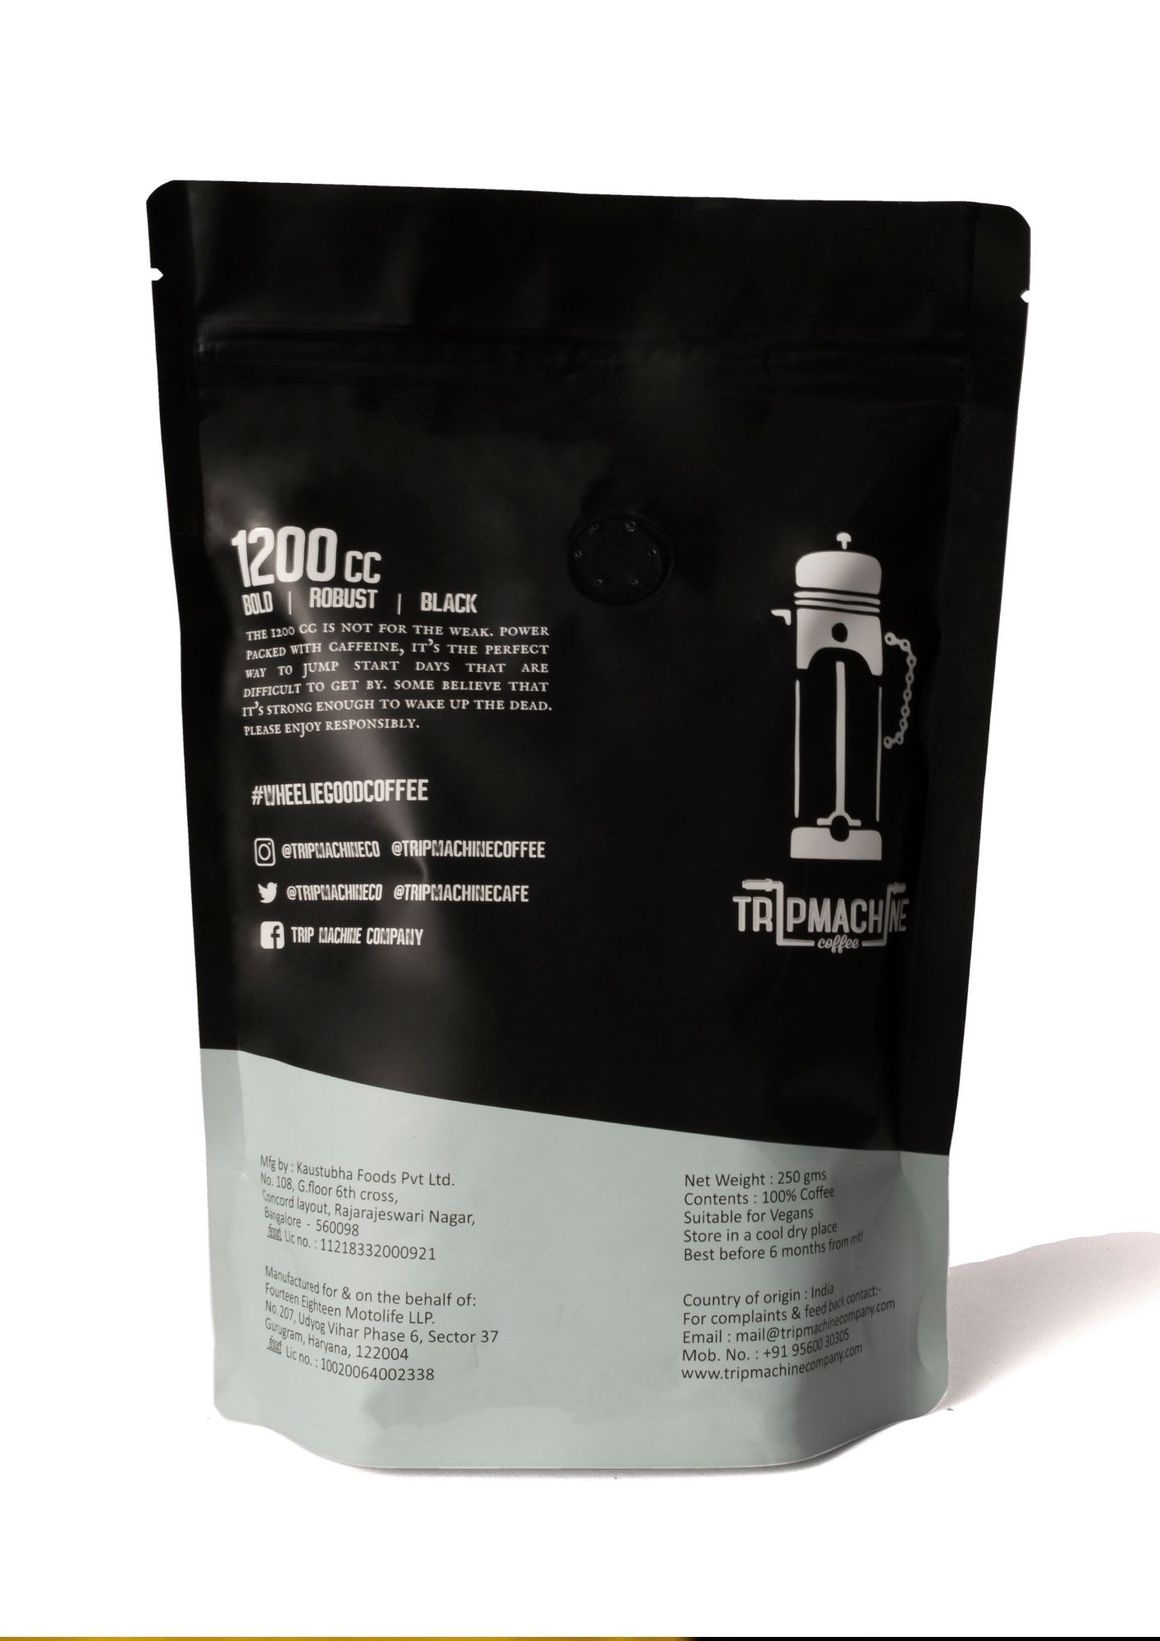 1200 CC
BOLD | ROBUST | BLACK
THE 1200 CC IS NOT FOR THE WEAK. POWER
PACKED WITH CAFFEINE, IT'S THE PERFECT
WAY TO JUMP START DAYS THAT ARE
DIFFICULT TO GET BY. SOME BELIEVE THAT
IT'S STRONG ENOUGH TO WAKE UP THE DEAD.
PLEASE ENJOY RESPONSIBLY.
#WHEELIEGOODCOFFEE
@TRIPMACHINECO @TRIPMACHINECOFFEE
@TRIPMACHINECO @TRIPMACHINECAFE
TRIP MACHINE COMPANY
TRIPMACHINE
coffee
Mfg by : Kaustubha Foods Pvt Ltd.
No. 108, G.floor 6th cross,
Concord layout, Rajarajeswari Nagar,
Bangalore - 560098
fssai Lic no. : 11218332000921
Manufactured for & on the behalf of:
Fourteen Eighteen Motolife LLP.
No. 207, Udyog Vihar Phase 6, Sector 37
Gurugram, Haryana, 122004
fssai Lic no. : 10020064002338
Net Weight : 250 gms
Contents : 100% Coffee
Suitable for Vegans
Store in a cool dry place
Best before 6 months from mfd
Country of origin : India
For complaints & feed back contact:-
Email : mail@tripmachinecompany.com
Mob. No. : +91 95600 30305
www.tripmachinecompany.com